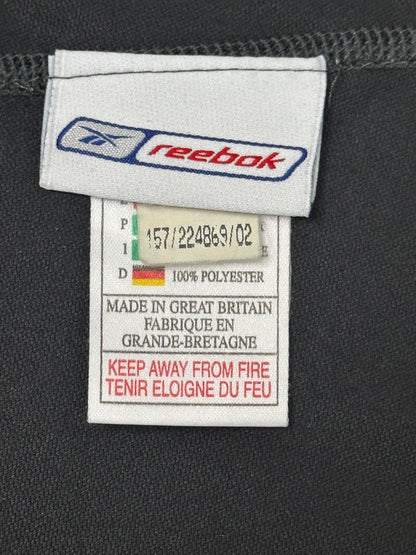 reebok
P
157/224869/02
I
D 100% POLYESTER
MADE IN GREAT BRITAIN
FABRIQUE EN
GRANDE-BRETAGNE
KEEP AWAY FROM FIRE
TENIR ELOIGNE DU FEU